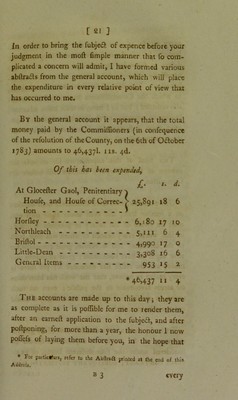 [ 21 ]
In order to bring the ſubject of expence before your
judgment in the moſt ſimple manner that ſo com-
plicated a concern will admit, I have formed various
abſtracts from the general account, which will place
the expenditure in every relative point of view that
has occurred to me.
By the general account it appears, that the total
money paid by the Commiſſioners (in conſequence
of the reſolution of the County, on the 6th of October
1785) amounts to 46,437l. 11s. 4d.
Of this has been expended,
£. s. d.
At Gloceſter Gaol, Penitentiary
Houſe, and Houſe of Correc- } 25,891 18 6
tion - - - - - - - - - -
Horſley - - - - - - - - - 6,180 17 10
Northleach - - - - - - - - 5,111 6 4
Briſtol - - - - - - - - - - 4,990 17 0
Little-Dean - - - - - - - - 3,308 16 6
General Items - - - - - - - 953 15 2
* 46,437 11 4
The accounts are made up to this day; they are
as complete as it is poſſible for me to render them,
after an earneſt application to the ſubject, and after
poſtponing, for more than a year, the honour I now
poſſeſs of laying them before you, in the hope that
* For particulars, refer to the Abſtract printed at the end of this
Addreſs.
B 3 every